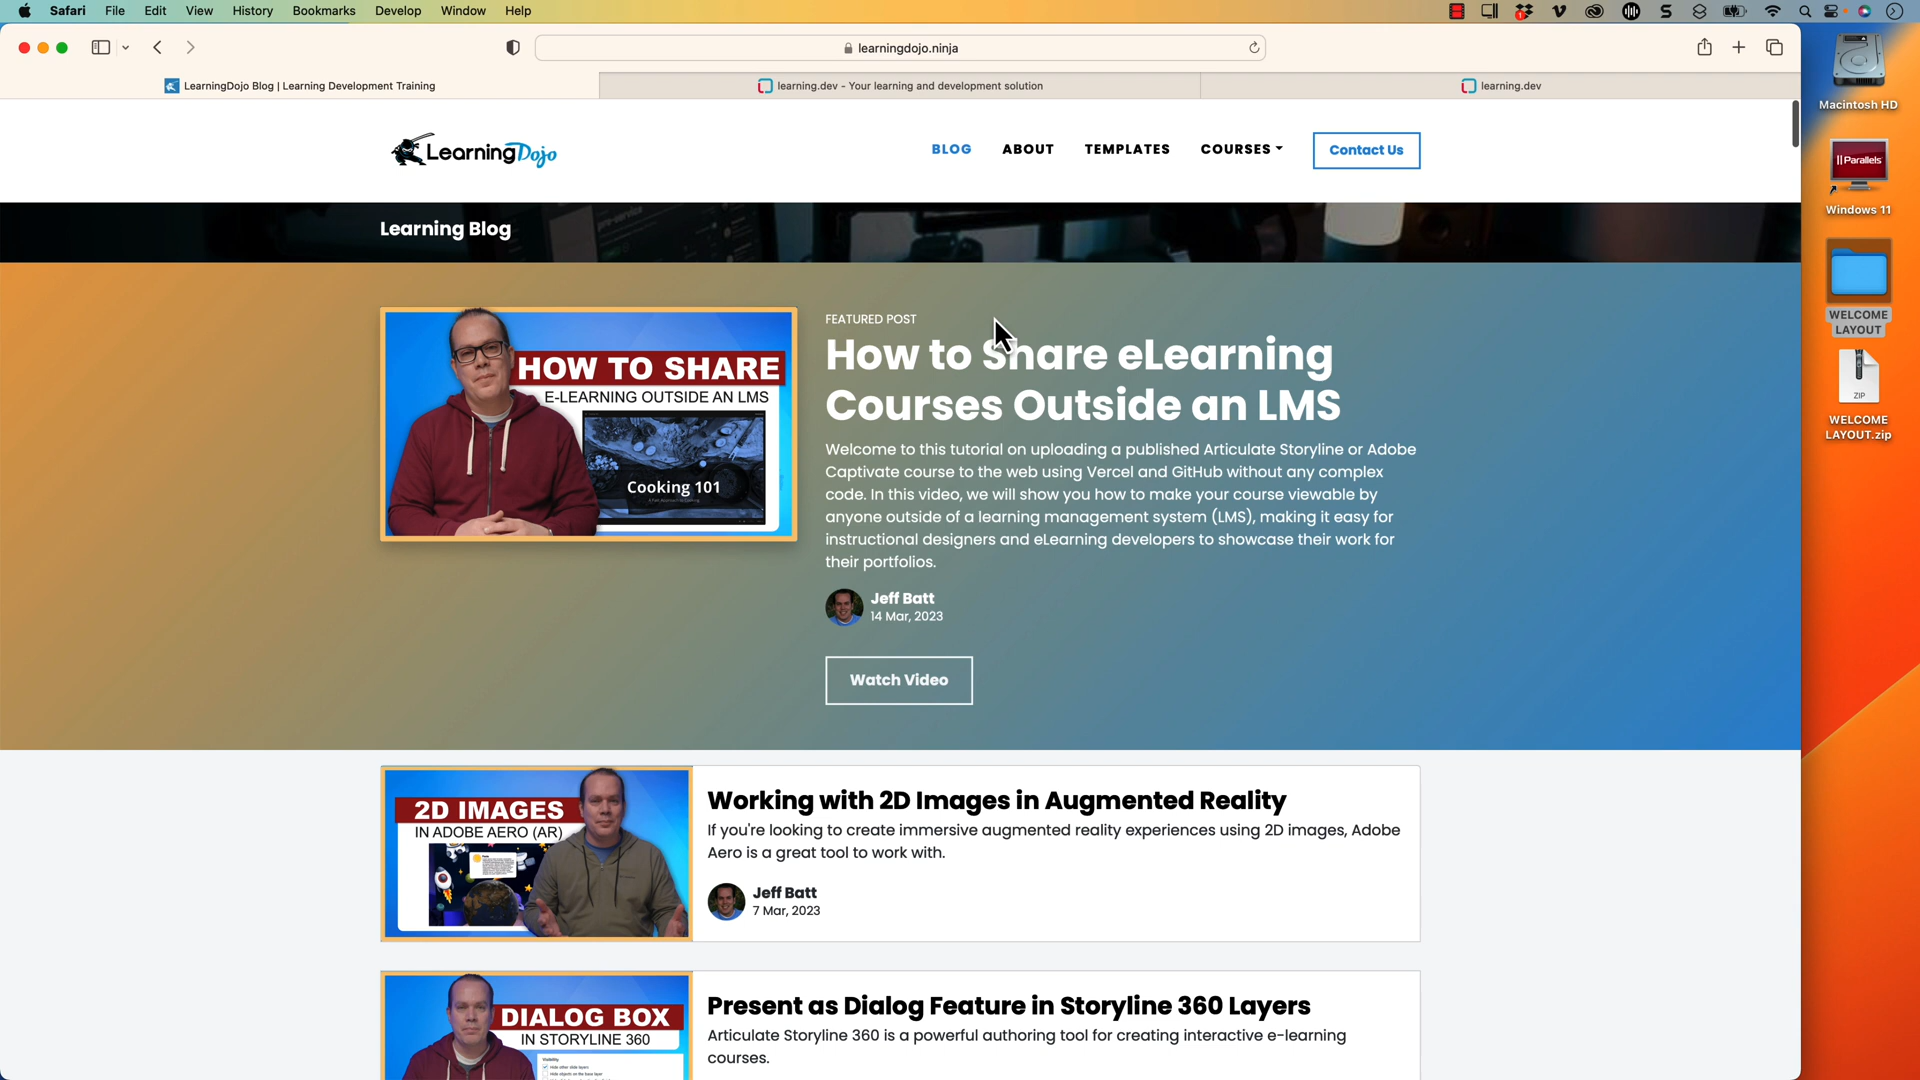 Safari File Edit View History Bookmarks Develop Window Help
learningdojo.ninja
LearningDojo Blog | Learning Development Training
learning.dev - Your learning and development solution
learning.dev
LearningDojo
BLOG
ABOUT
TEMPLATES
COURSES
Contact Us
Learning Blog
HOW TO SHARE
E-LEARNING OUTSIDE AN LMS
Cooking 101
FEATURED POST
How to Share eLearning
Courses Outside an LMS
Welcome to this tutorial on uploading a published Articulate Storyline or Adobe
Captivate course to the web using Vercel and GitHub without any complex
code. In this video, we will show you how to make your course viewable by
anyone outside of a learning management system (LMS), making it easy for
instructional designers and eLearning developers to showcase their work for
their portfolios.
Jeff Batt
14 Mar, 2023
Watch Video
2D IMAGES
IN ADOBE AERO (AR)
Working with 2D Images in Augmented Reality
If you're looking to create immersive augmented reality experiences using 2D images, Adobe
Aero is a great tool to work with.
Jeff Batt
7 Mar, 2023
DIALOG BOX
IN STORYLINE 360
Present as Dialog Feature in Storyline 360 Layers
Articulate Storyline 360 is a powerful authoring tool for creating interactive e-learning
courses.
Macintosh HD
Parallels
Windows 11
WELCOME
LAYOUT
ZIP
WELCOME
LAYOUT.zip